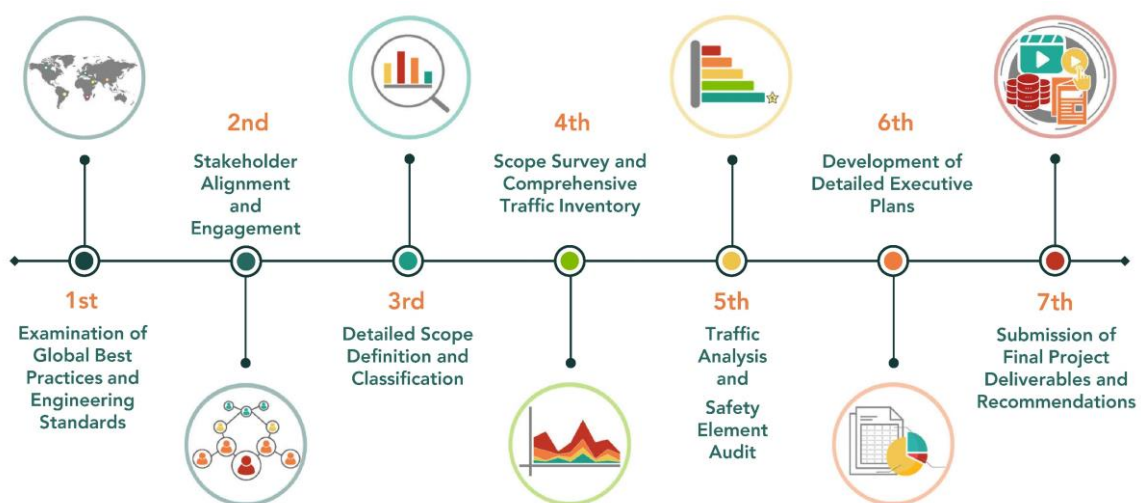 1st
Examination of
Global Best
Practices and
Engineering
Standards
2nd
Stakeholder
Alignment
and
Engagement
3rd
Detailed Scope
Definition and
Classification
4th
Scope Survey and
Comprehensive
Traffic Inventory
5th
Traffic
Analysis
and
Safety
Element
Audit
6th
Development of
Detailed Executive
Plans
7th
Submission of
Final Project
Deliverables and
Recommendations